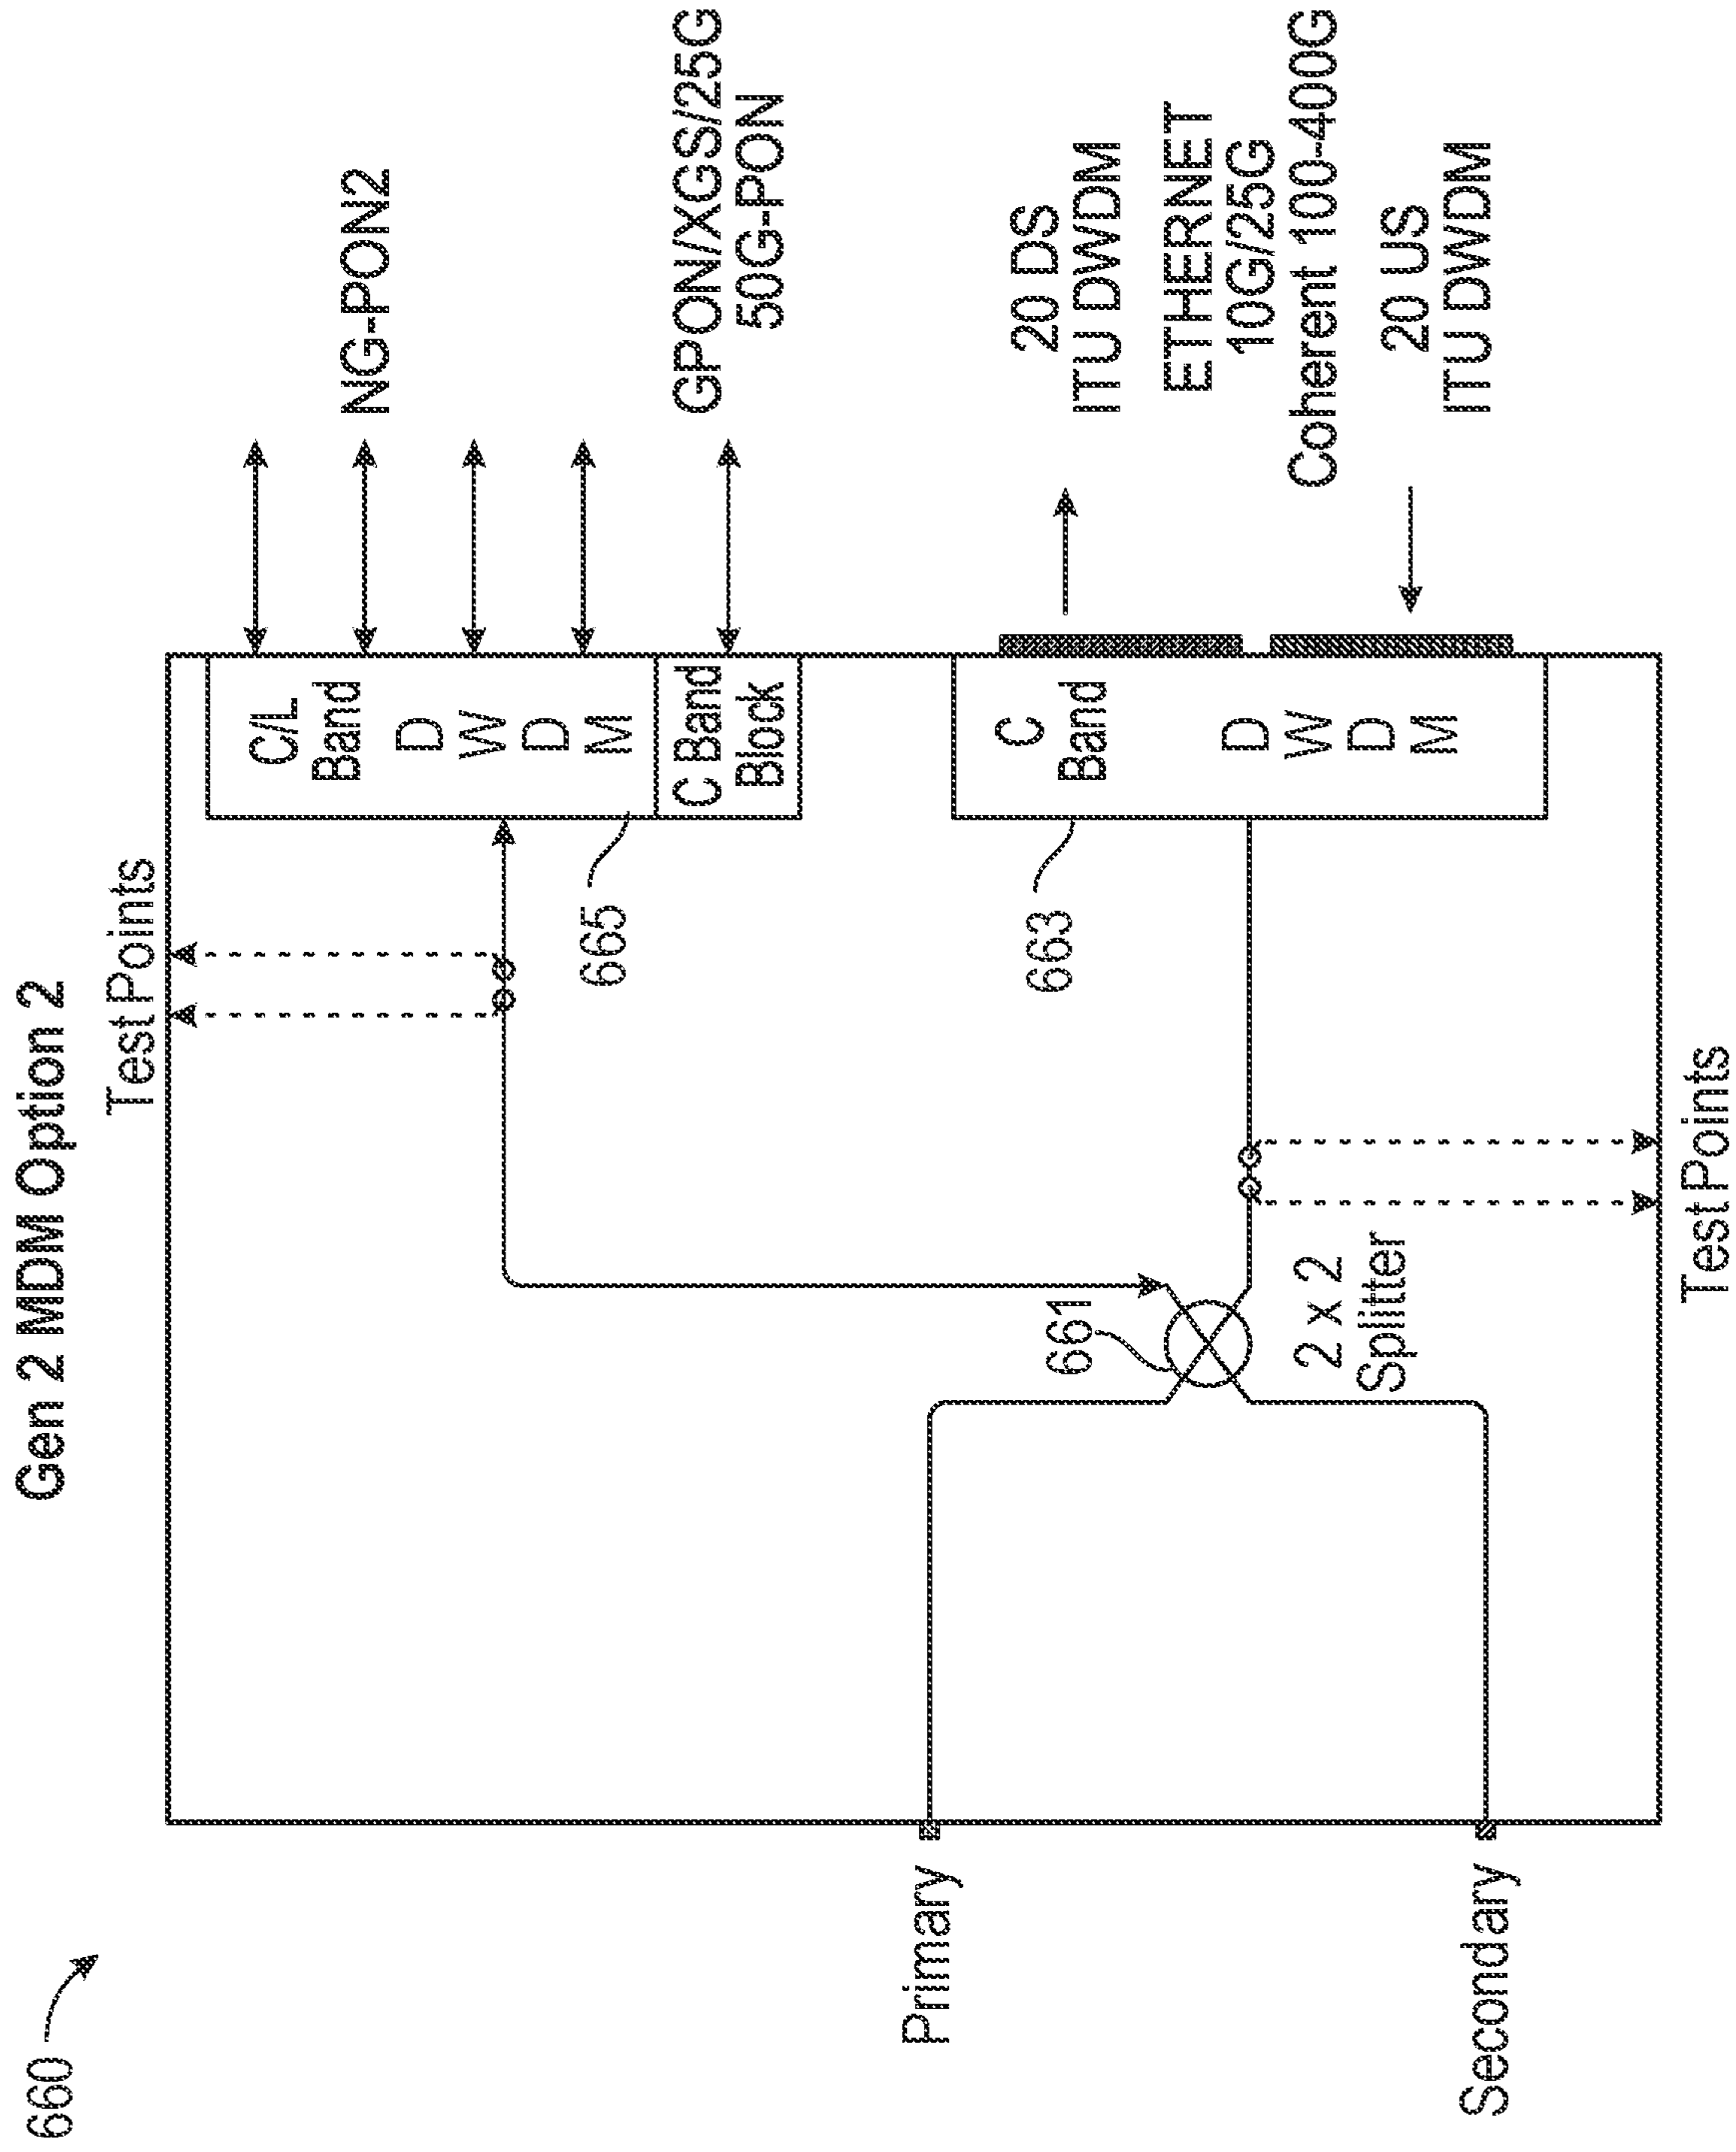 660
Gen 2 MDM Option 2
Test Points
C/L
Band
D
W
D
M
NG-PON2
665
C Band
Block
GPON/XGS/25G
50G-PON
Primary
661
663
C
Band
D
W
D
M
20 DS
ITU DWDM
ETHERNET
10G/25G
Coherent 100-400G
20 US
ITU DWDM
2 x 2
Splitter
Secondary
Test Points